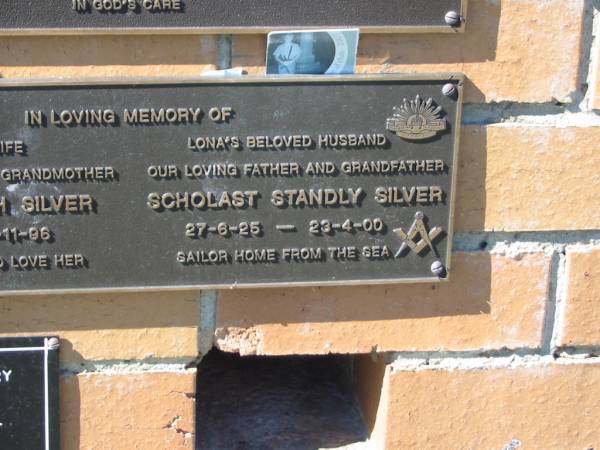 IN GOD'S CARE
IN LOVING MEMORY OF
IFE
GRANDMOTHER
H SILVER
11-96
LOVE HER
LONA'S BELOVED HUSBAND
OUR LOVING FATHER AND GRANDFATHER
SCHOLAST STANDLY SILVER
27-6-25 — 23-4-00
SAILOR HOME FROM THE SEA
RY